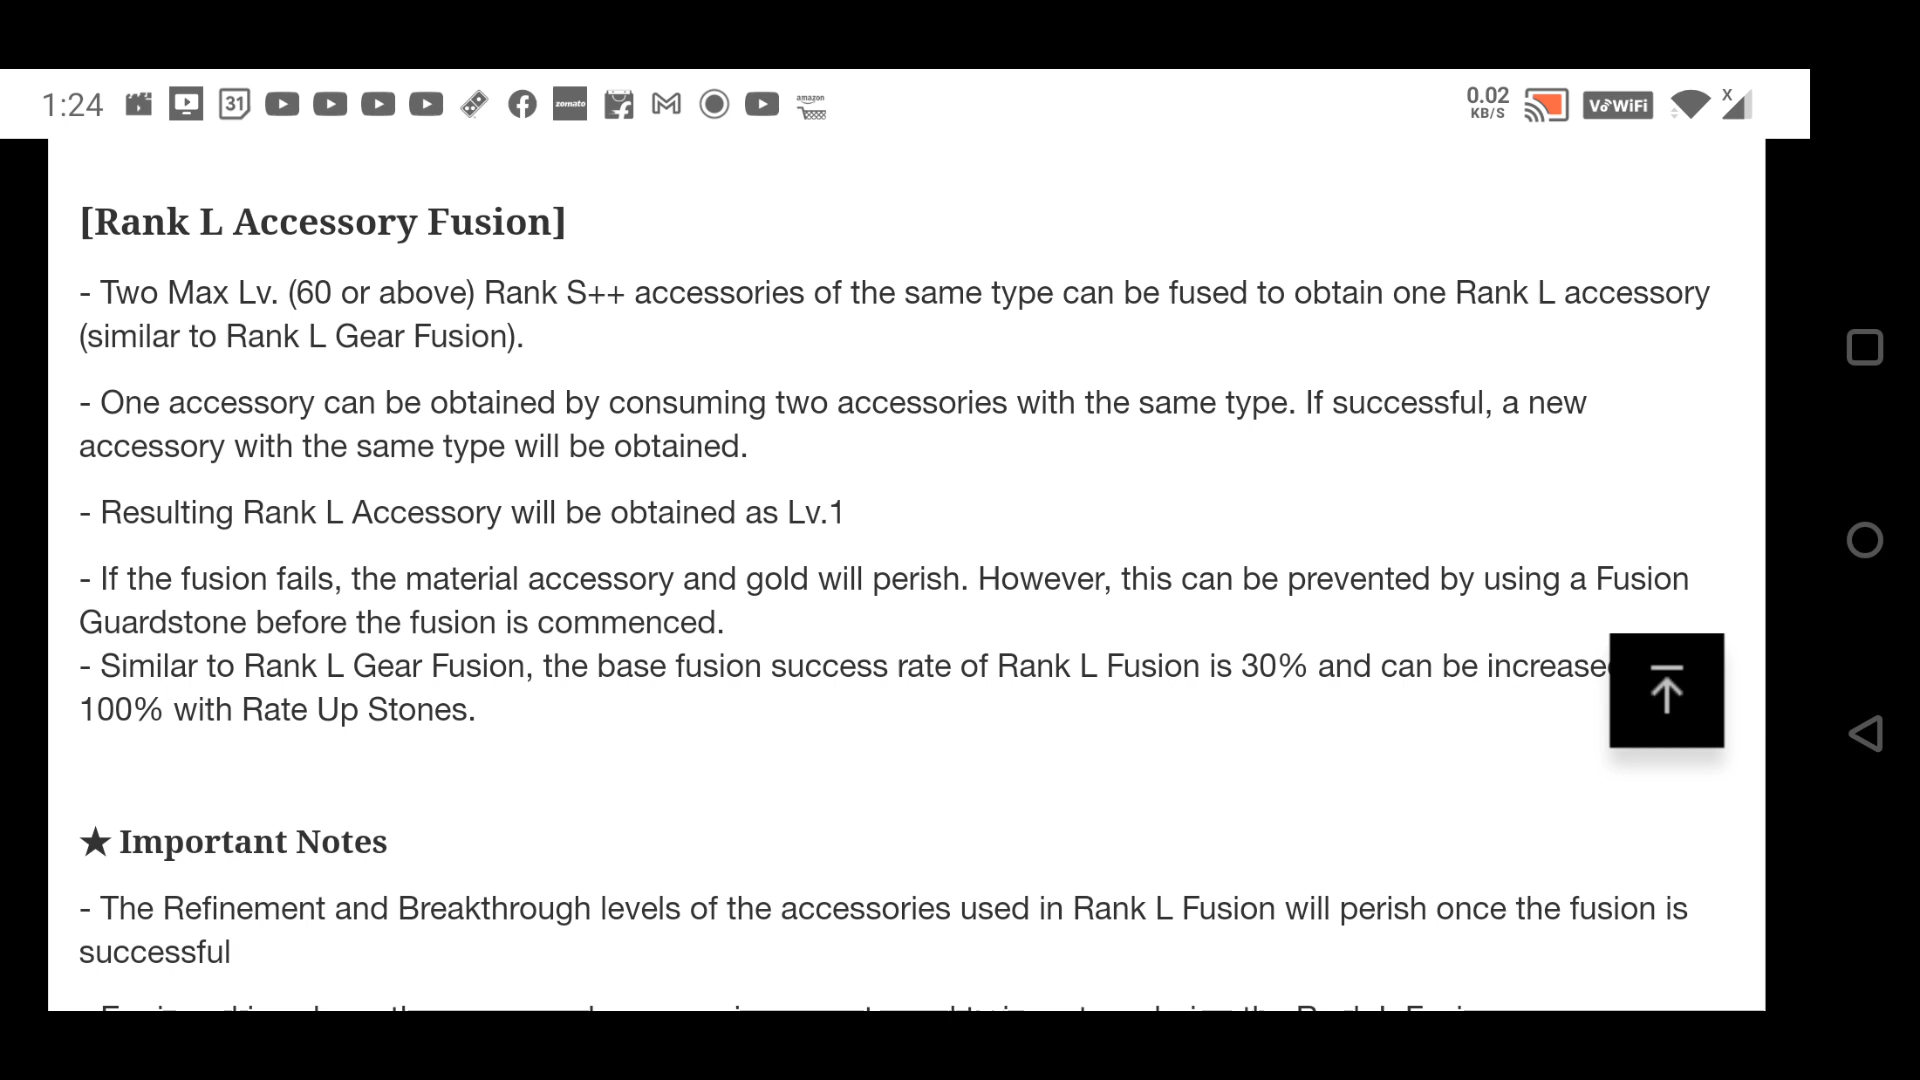 1:24 31 zomato amazon 0.02 KB/S VoWiFi X
[Rank L Accessory Fusion]
- Two Max Lv. (60 or above) Rank S++ accessories of the same type can be fused to obtain one Rank L accessory
(similar to Rank L Gear Fusion).
- One accessory can be obtained by consuming two accessories with the same type. If successful, a new
accessory with the same type will be obtained.
- Resulting Rank L Accessory will be obtained as Lv.1
- If the fusion fails, the material accessory and gold will perish. However, this can be prevented by using a Fusion
Guardstone before the fusion is commenced.
- Similar to Rank L Gear Fusion, the base fusion success rate of Rank L Fusion is 30% and can be increased
100% with Rate Up Stones.
★ Important Notes
- The Refinement and Breakthrough levels of the accessories used in Rank L Fusion will perish once the fusion is
successful